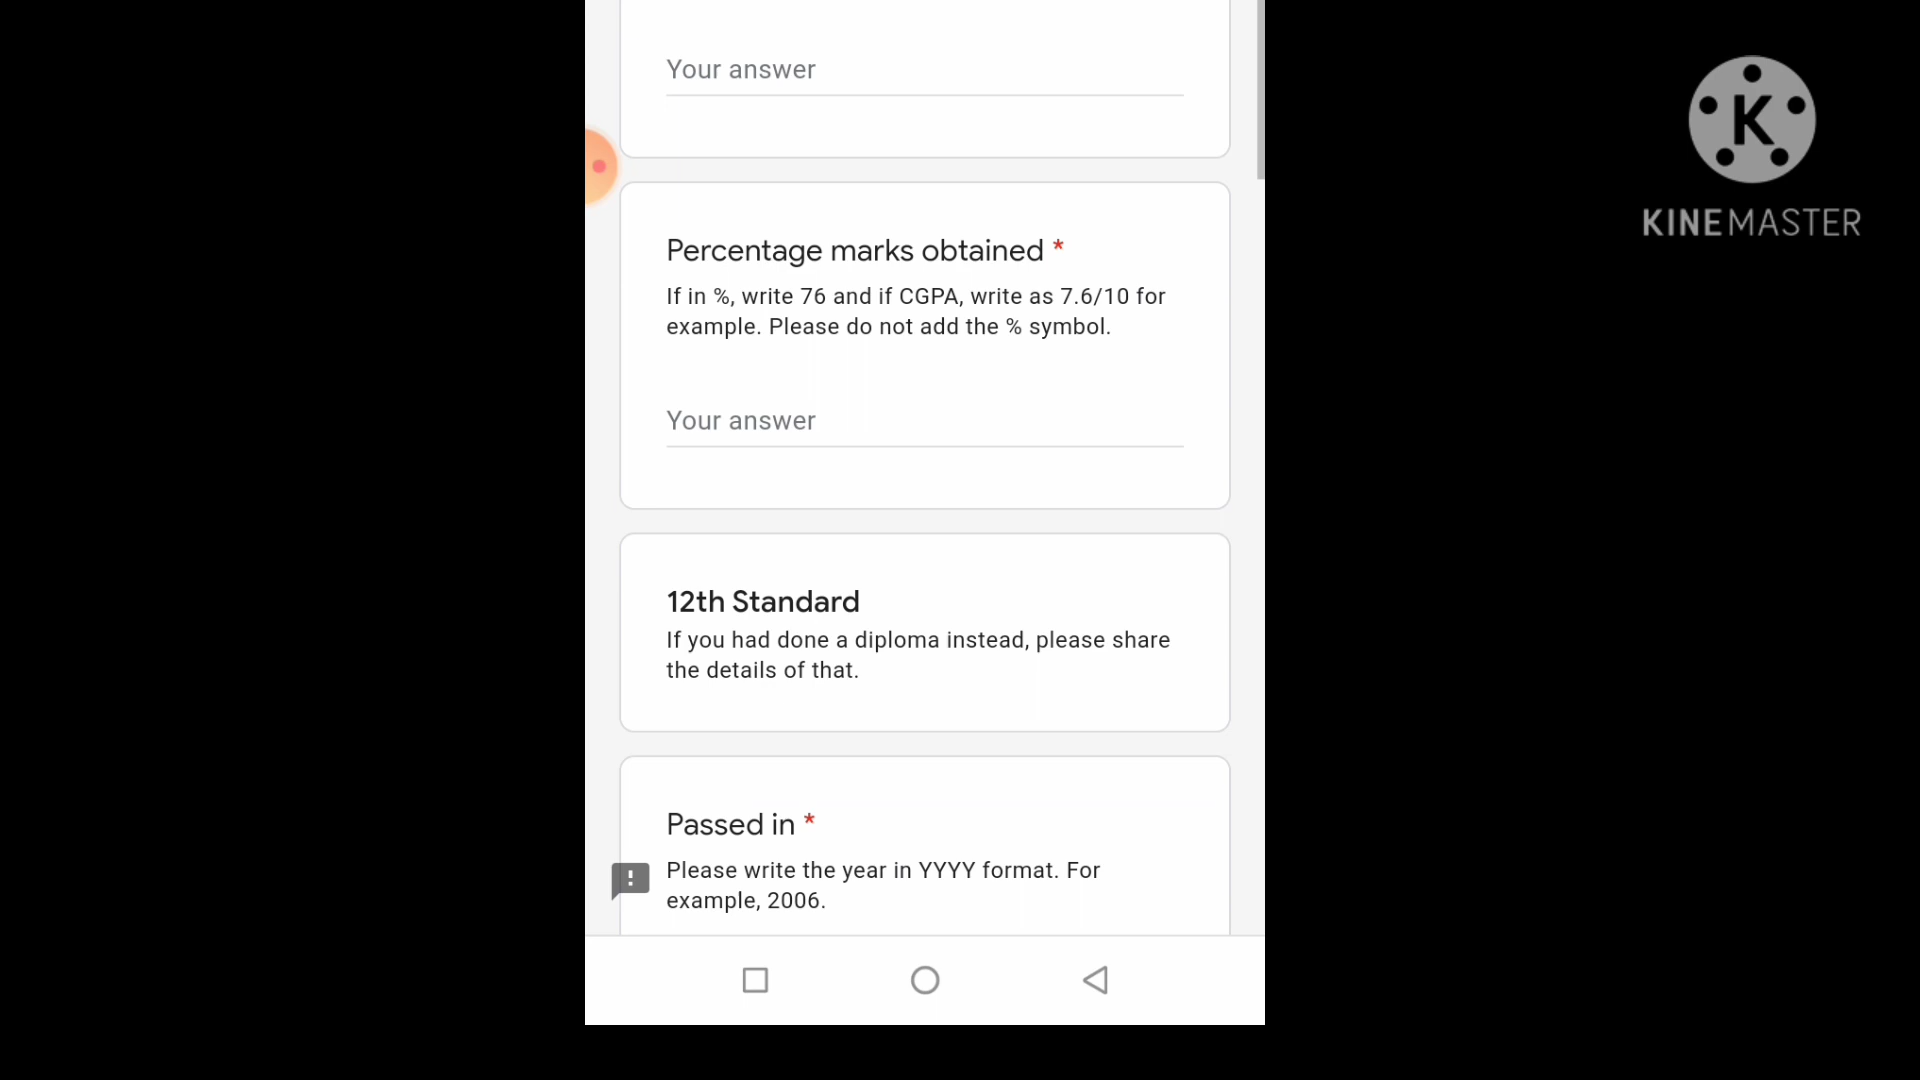 Your answer
K
KINEMASTER
Percentage marks obtained *
If in %, write 76 and if CGPA, write as 7.6/10 for
example. Please do not add the % symbol.
Your answer
12th Standard
If you had done a diploma instead, please share
the details of that.
Passed in *
Please write the year in YYYY format. For
example, 2006.